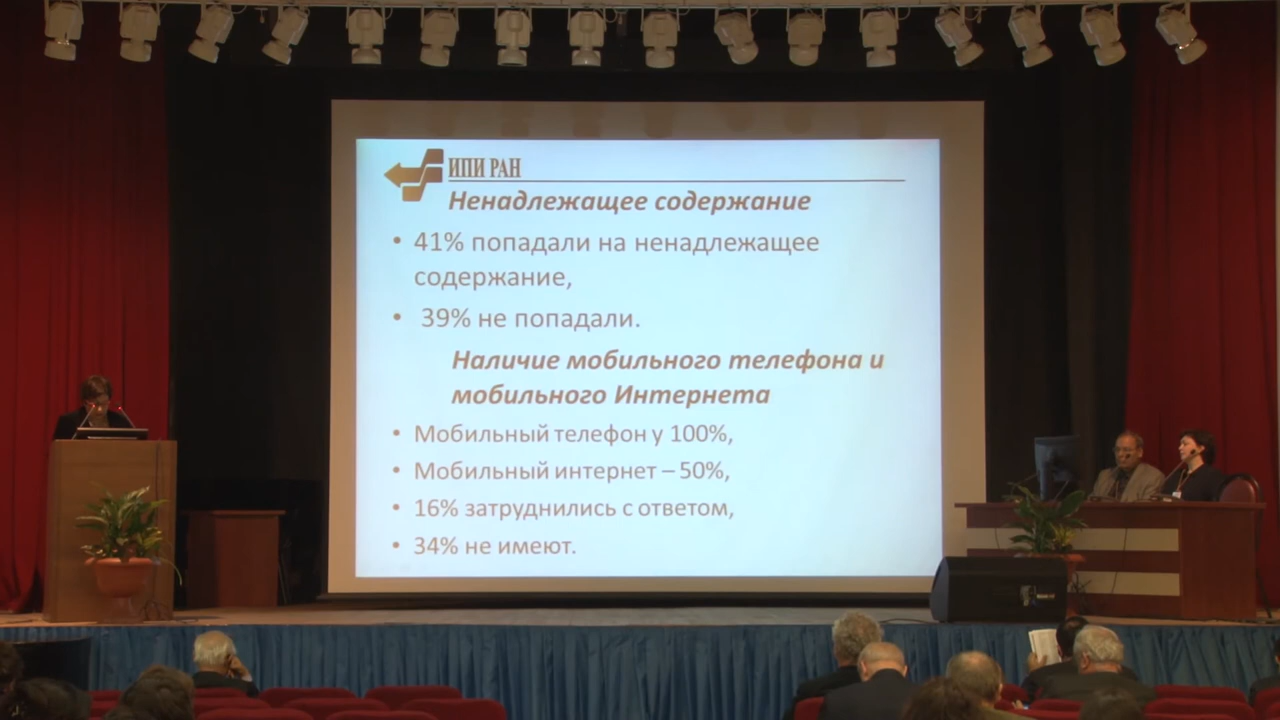 ИПИ РАН
Ненадлежащее содержание
• 41% попадали на ненадлежащее
содержание,
• 39% не попадали.
Наличие мобильного телефона и
мобильного Интернета
• Мобильный телефон у 100%,
• Мобильный интернет – 50%,
• 16% затруднились с ответом,
• 34% не имеют.